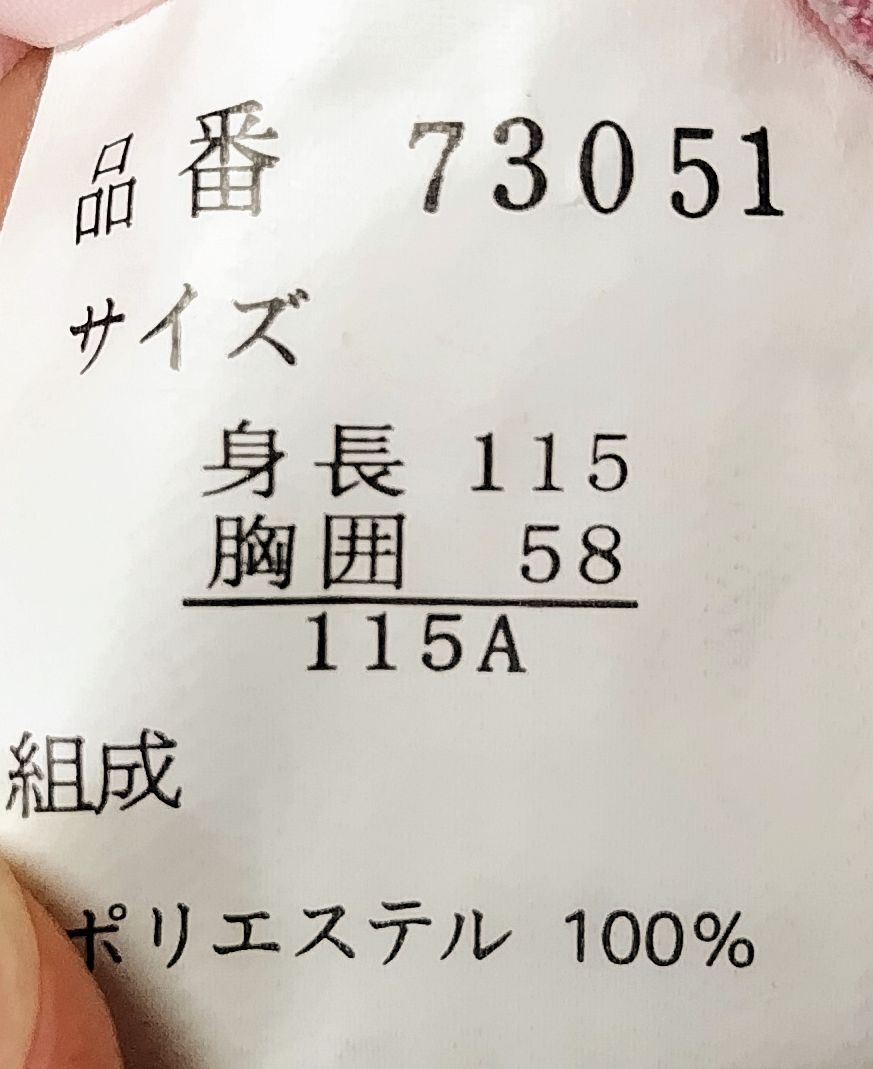 品番 73051
サイズ
身長 115
胸囲 58
115A
組成
ポリエステル 100%